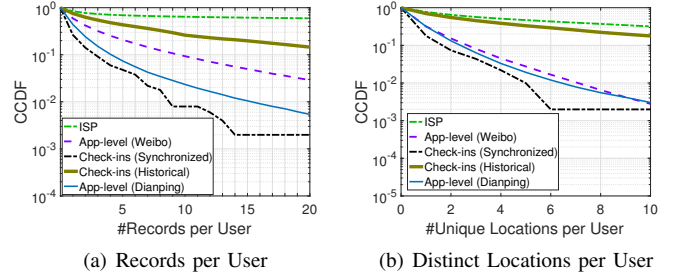 10^0
10^-1
10^-2
10^-3
10^-4
CCDF
ISP
App-level (Weibo)
Check-ins (Synchronized)
Check-ins (Historical)
App-level (Dianping)
5 10 15 20
#Records per User
(a) Records per User
10^0
10^-1
10^-2
10^-3
10^-4
10^-5
CCDF
ISP
App-level (Weibo)
Check-ins (Synchronized)
Check-ins (Historical)
App-level (Dianping)
0 2 4 6 8 10
#Unique Locations per User
(b) Distinct Locations per User